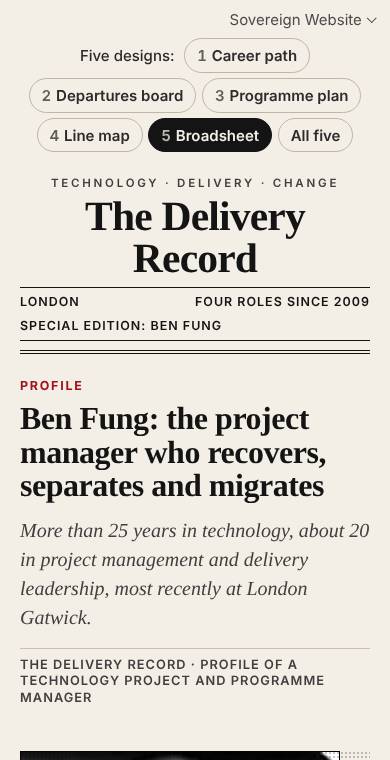 Sovereign Website
Five designs: 1 Career path
2 Departures board 3 Programme plan
4 Line map 5 Broadsheet All five
TECHNOLOGY · DELIVERY · CHANGE
The Delivery
Record
LONDON FOUR ROLES SINCE 2009
SPECIAL EDITION: BEN FUNG
PROFILE
Ben Fung: the project
manager who recovers,
separates and migrates
More than 25 years in technology, about 20
in project management and delivery
leadership, most recently at London
Gatwick.
THE DELIVERY RECORD · PROFILE OF A
TECHNOLOGY PROJECT AND PROGRAMME
MANAGER